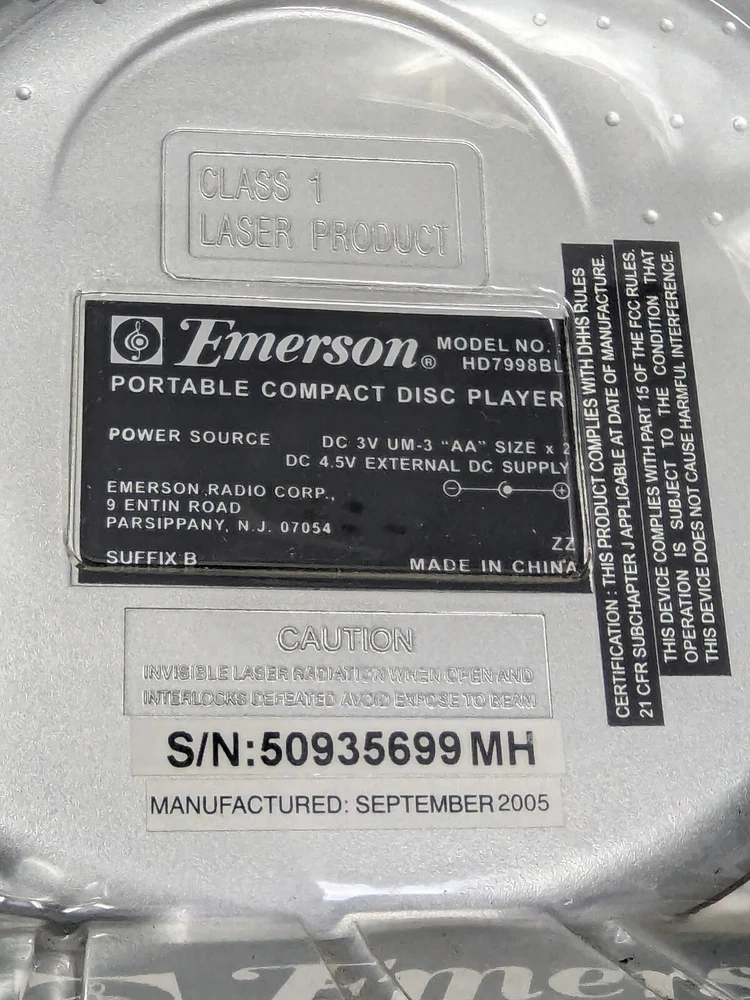 CLASS 1
LASER PRODUCT
Emerson®
MODEL NO.
HD7998BL
PORTABLE COMPACT DISC PLAYER
POWER SOURCE
DC 3V UM-3 “AA” SIZE x 2
DC 4.5V EXTERNAL DC SUPPLY
EMERSON RADIO CORP.,
9 ENTIN ROAD
PARSIPPANY, N.J. 07054
ZZ
SUFFIX B
MADE IN CHINA
CERTIFICATION : THIS PRODUCT COMPLIES WITH DHHS RULES
21 CFR SUBCHAPTER J APPLICABLE AT DATE OF MANUFACTURE.
THIS DEVICE COMPLIES WITH PART 15 OF THE FCC RULES.
OPERATION IS SUBJECT TO THE CONDITION THAT
THIS DEVICE DOES NOT CAUSE HARMFUL INTERFERENCE.
CAUTION
INVISIBLE LASER RADIATION WHEN OPEN AND
INTERLOCKS DEFEATED AVOID EXPOSE TO BEAM
S/N:50935699 MH
MANUFACTURED: SEPTEMBER 2005
Emers